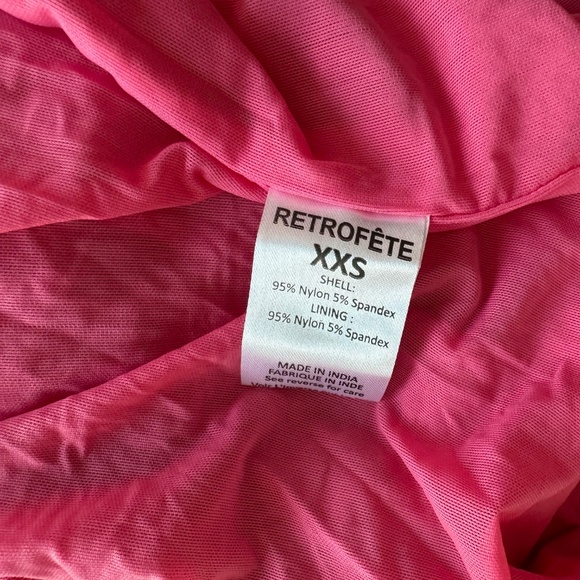 RETROFÊTE
XXS
SHELL:
95% Nylon 5% Spandex
LINING :
95% Nylon 5% Spandex
MADE IN INDIA
FABRIQUE IN INDE
See reverse for care
Voir